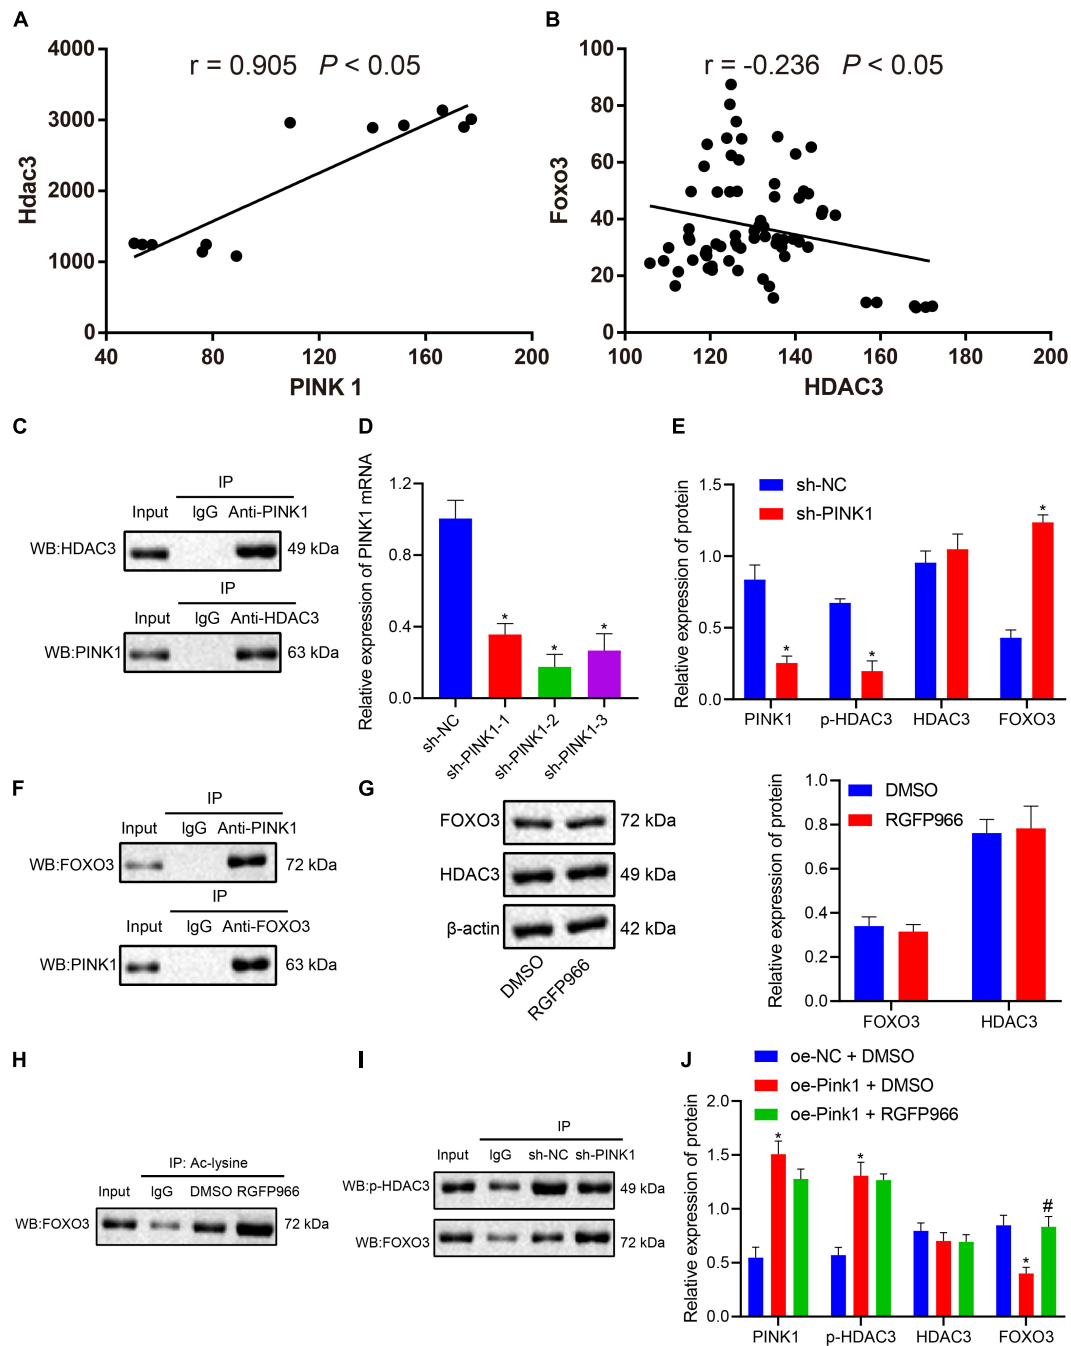 A
r = 0.905 P < 0.05
Hdac3
4000
3000
2000
1000
0
40 80 120 160 200
PINK 1
B
r = -0.236 P < 0.05
Foxo3
100
80
60
40
20
0
100 120 140 160 180 200
HDAC3
C
IP
Input IgG Anti-PINK1
WB:HDAC3 49 kDa
IP
Input IgG Anti-HDAC3
WB:PINK1 63 kDa
D
Relative expression of PINK1 mRNA
1.2
0.8
0.4
0.0
* * *
sh-NC sh-PINK1-1 sh-PINK1-2 sh-PINK1-3
E
sh-NC
sh-PINK1
Relative expression of protein
1.5
1.0
0.5
0.0
* * *
PINK1 p-HDAC3 HDAC3 FOXO3
F
IP
Input IgG Anti-PINK1
WB:FOXO3 72 kDa
IP
Input IgG Anti-FOXO3
WB:PINK1 63 kDa
G
FOXO3 72 kDa
HDAC3 49 kDa
β-actin 42 kDa
DMSO RGFP966
DMSO
RGFP966
Relative expression of protein
1.0
0.8
0.6
0.4
0.2
0.0
FOXO3 HDAC3
H
IP: Ac-lysine
Input IgG DMSO RGFP966
WB:FOXO3 72 kDa
I
IP
Input IgG sh-NC sh-PINK1
WB:p-HDAC3 49 kDa
WB:FOXO3 72 kDa
J
oe-NC + DMSO
oe-Pink1 + DMSO
oe-Pink1 + RGFP966
Relative expression of protein
2.0
1.5
1.0
0.5
0.0
* * * #
PINK1 p-HDAC3 HDAC3 FOXO3